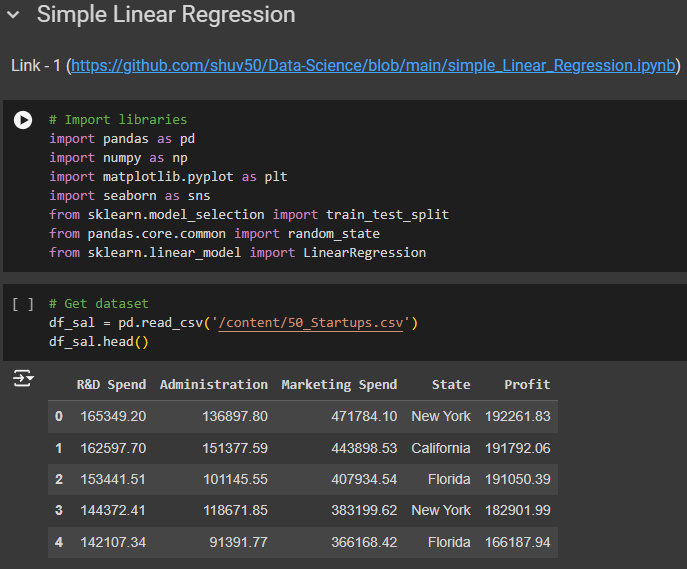 Simple Linear Regression
Link - 1 (https://github.com/shuv50/Data-Science/blob/main/simple_Linear_Regression.ipynb)
# Import libraries
import pandas as pd
import numpy as np
import matplotlib.pyplot as plt
import seaborn as sns
from sklearn.model_selection import train_test_split
from pandas.core.common import random_state
from sklearn.linear_model import LinearRegression
[ ] # Get dataset
df_sal = pd.read_csv('/content/50_Startups.csv')
df_sal.head()
R&D Spend Administration Marketing Spend State Profit
0 165349.20 136897.80 471784.10 New York 192261.83
1 162597.70 151377.59 443898.53 California 191792.06
2 153441.51 101145.55 407934.54 Florida 191050.39
3 144372.41 118671.85 383199.62 New York 182901.99
4 142107.34 91391.77 366168.42 Florida 166187.94